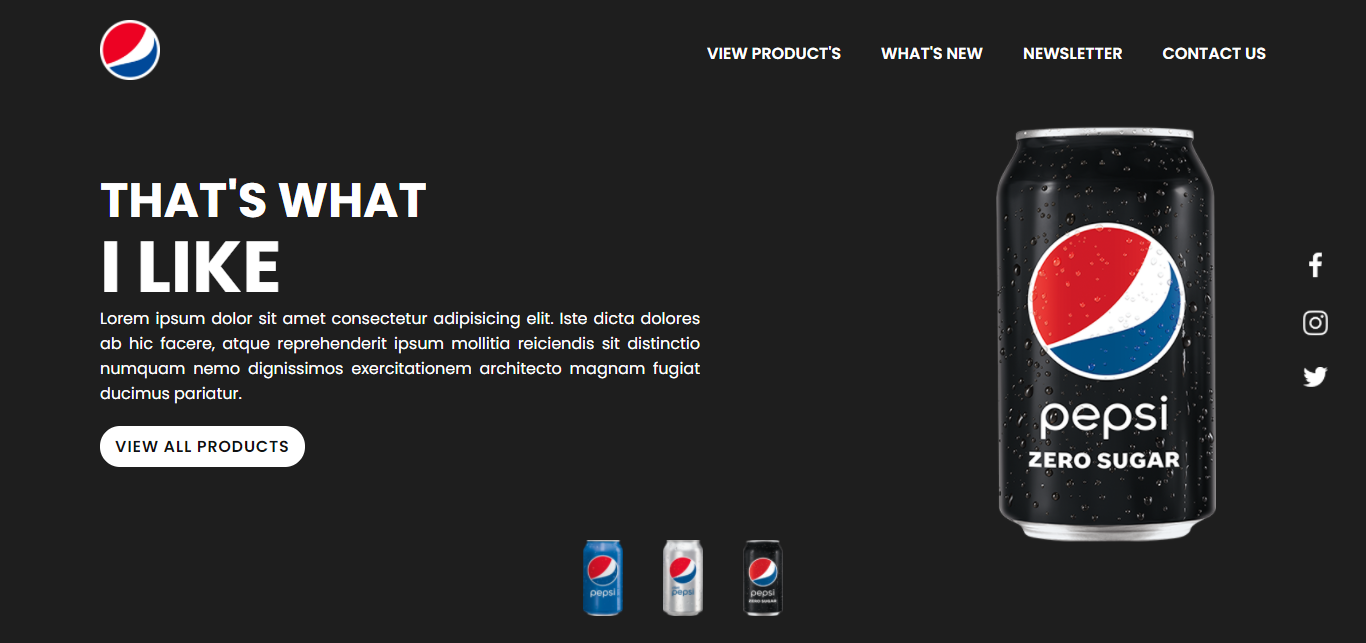 VIEW PRODUCT'S WHAT'S NEW NEWSLETTER CONTACT US
THAT'S WHAT
I LIKE
Lorem ipsum dolor sit amet consectetur adipisicing elit. Iste dicta dolores
ab hic facere, atque reprehenderit ipsum mollitia reiciendis sit distinctio
numquam nemo dignissimos exercitationem architecto magnam fugiat
ducimus pariatur.
VIEW ALL PRODUCTS
pepsi
ZERO SUGAR
pepsi
pepsi
pepsi
ZERO SUGAR